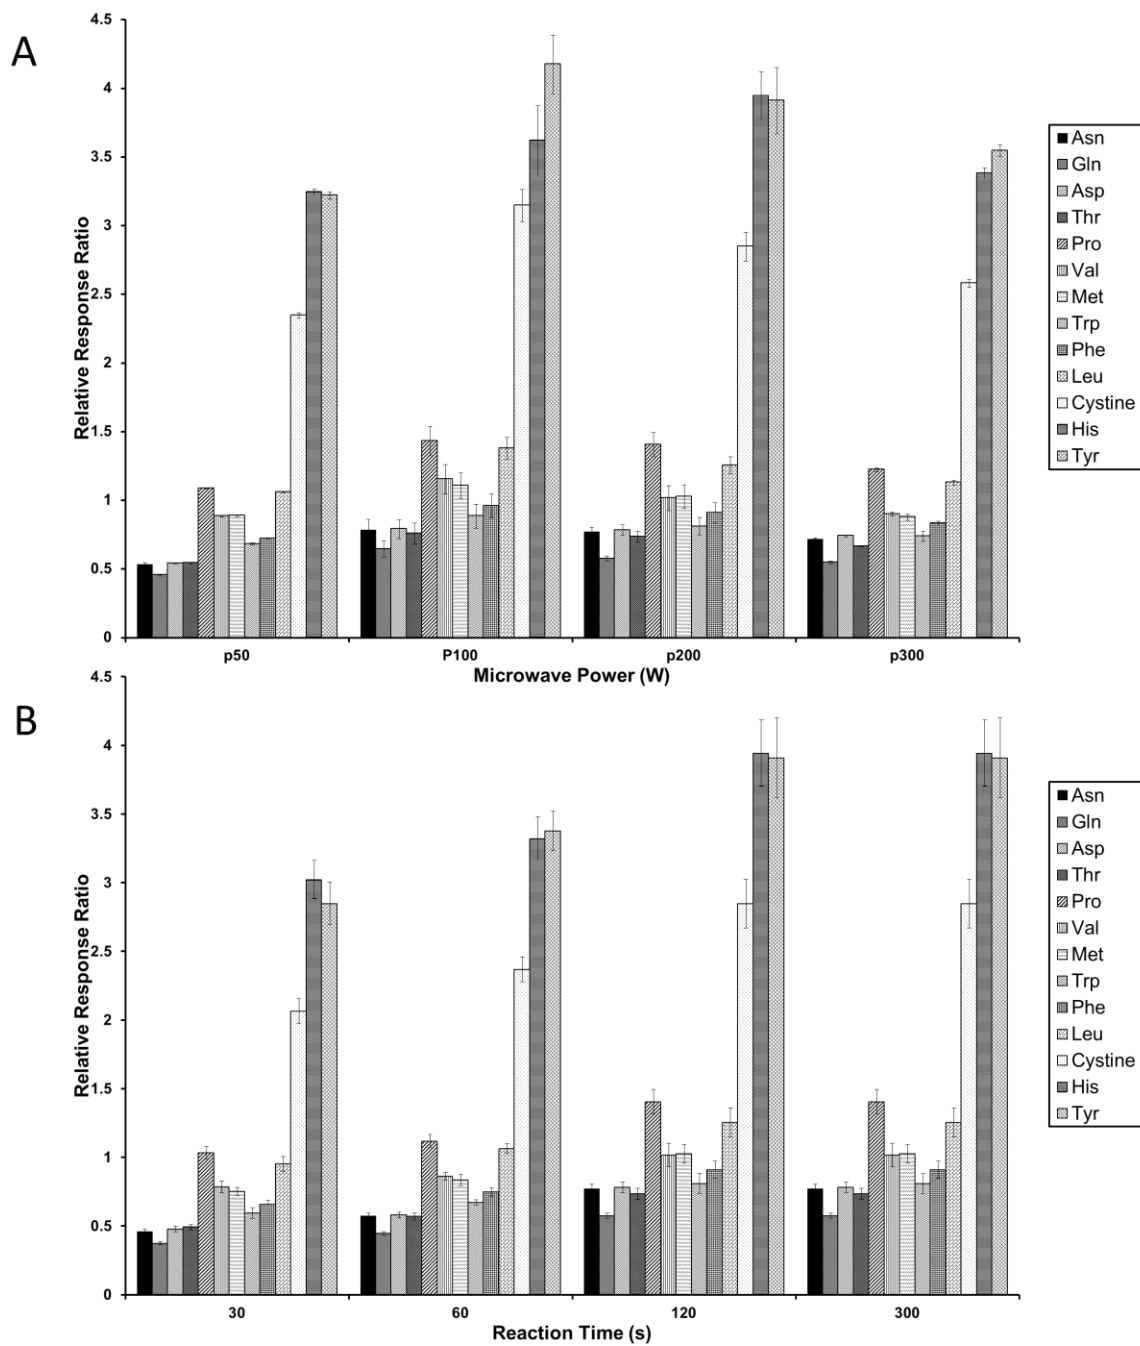 A
Relative Response Ratio
4.5
4
3.5
3
2.5
2
1.5
1
0.5
0
p50 P100 p200 p300
Microwave Power (W)
Asn
Gln
Asp
Thr
Pro
Val
Met
Trp
Phe
Leu
Cystine
His
Tyr
B
Relative Response Ratio
4.5
4
3.5
3
2.5
2
1.5
1
0.5
0
30 60 120 300
Reaction Time (s)
Asn
Gln
Asp
Thr
Pro
Val
Met
Trp
Phe
Leu
Cystine
His
Tyr